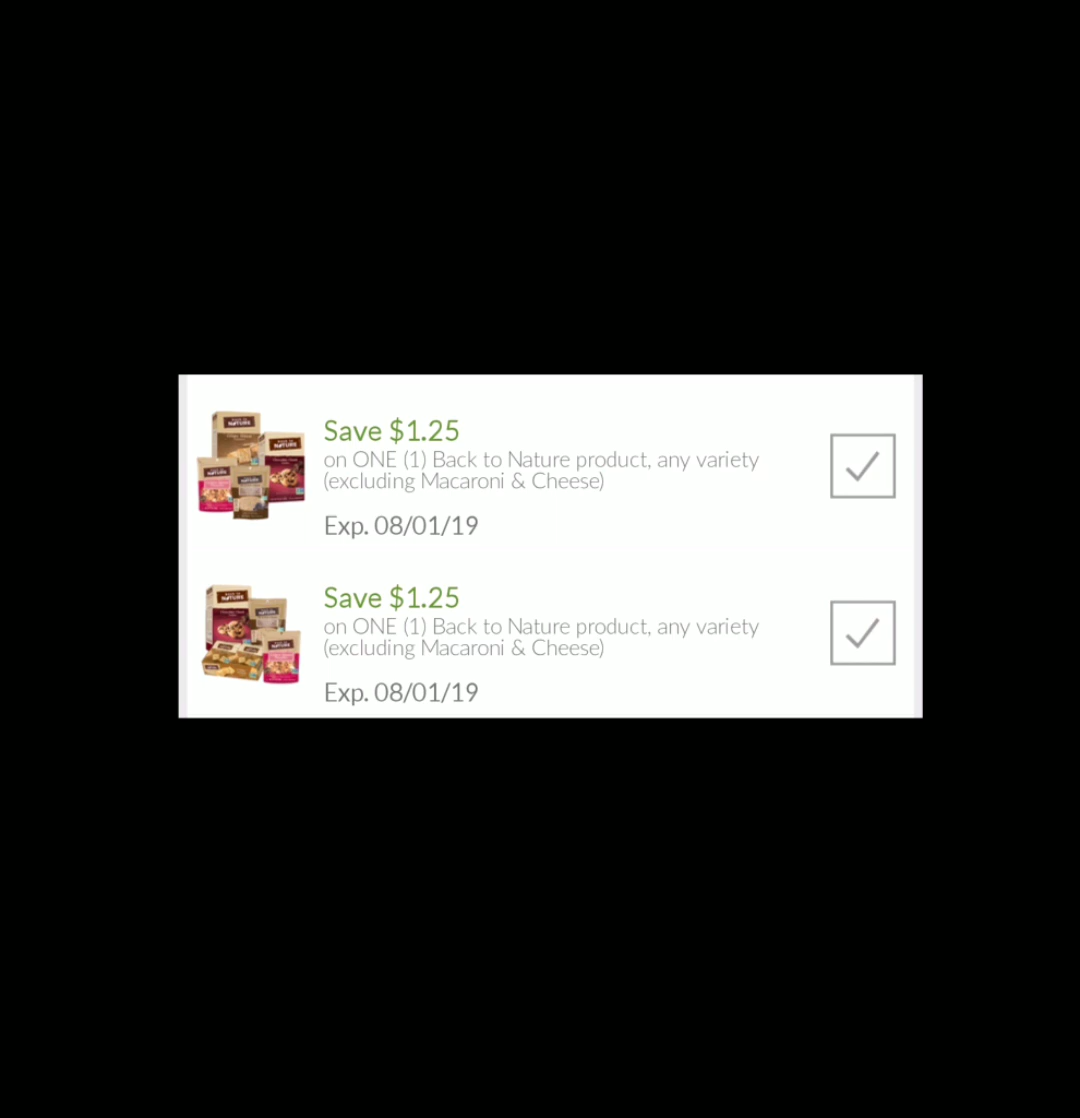 Save $1.25
on ONE (1) Back to Nature product, any variety
(excluding Macaroni & Cheese)
Exp. 08/01/19
Save $1.25
on ONE (1) Back to Nature product, any variety
(excluding Macaroni & Cheese)
Exp. 08/01/19